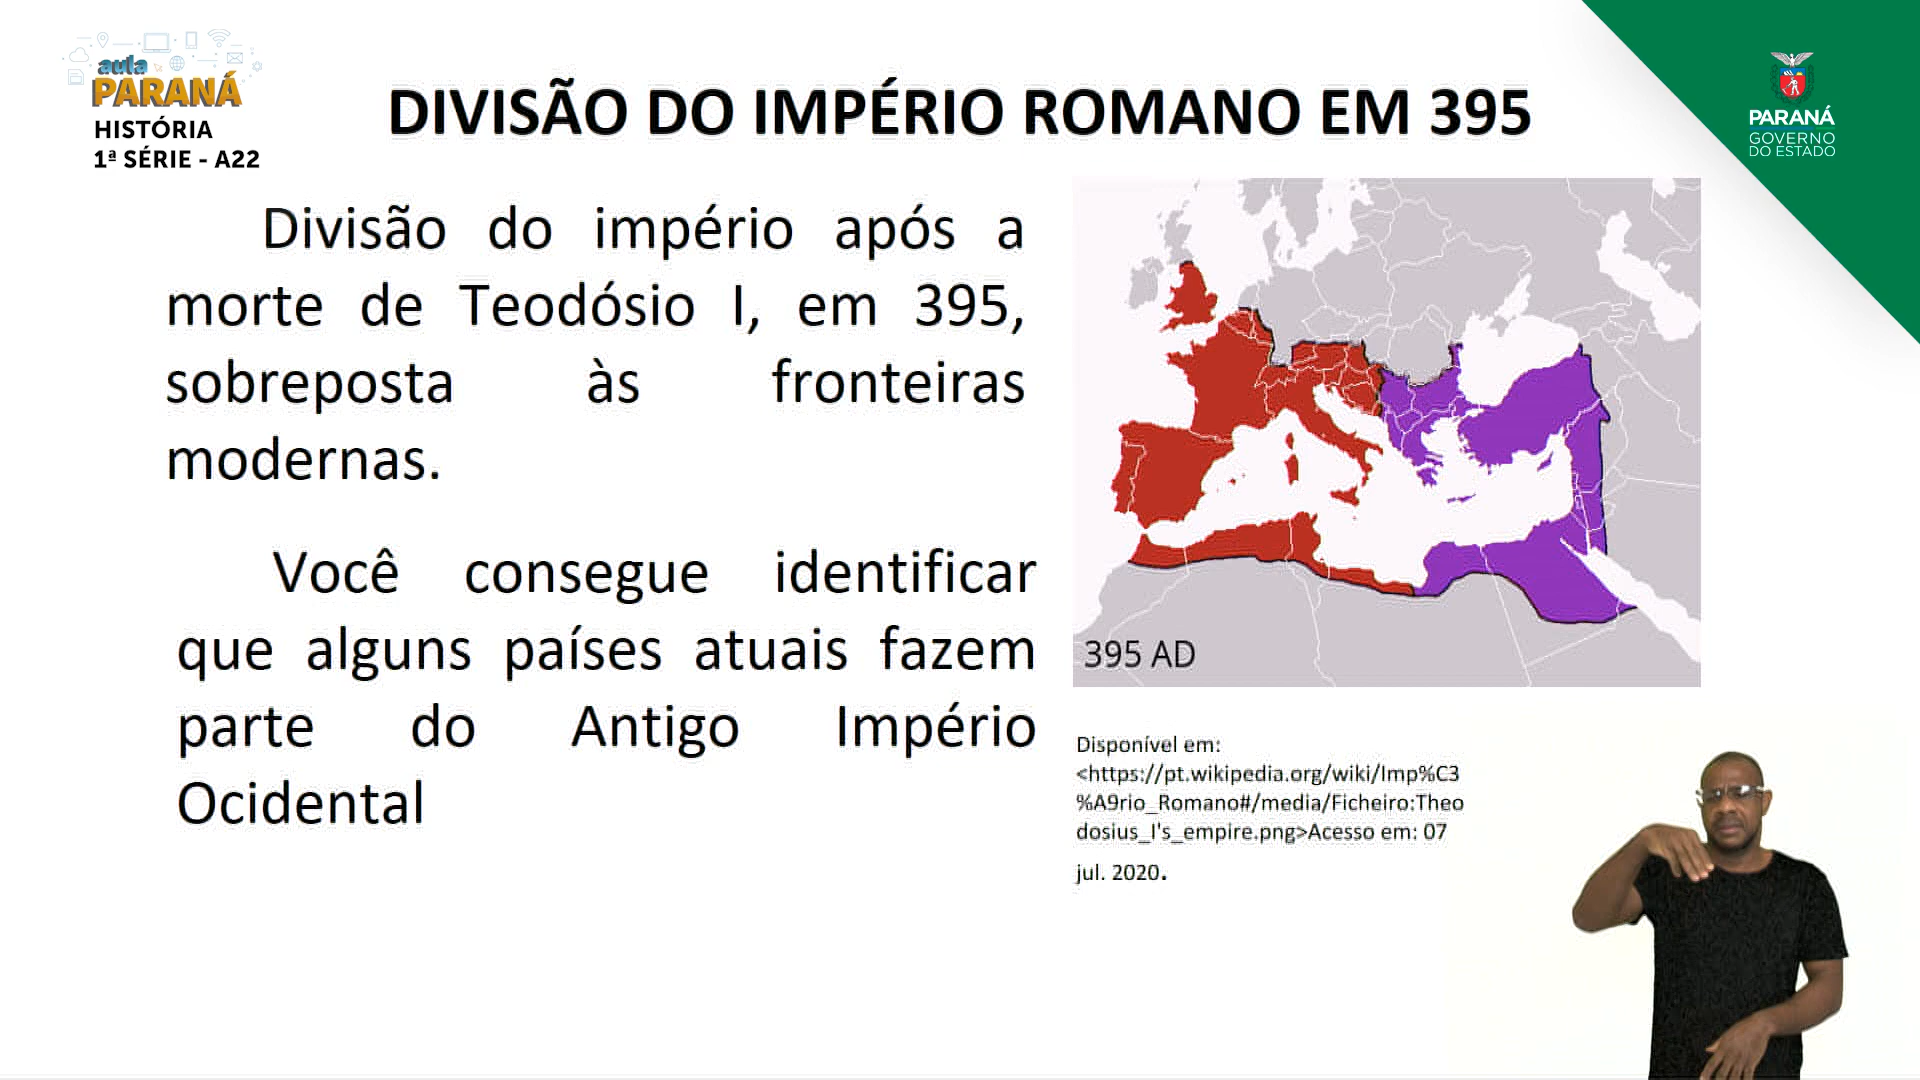 aula
PARANÁ
HISTÓRIA
1ª SÉRIE - A22
DIVISÃO DO IMPÉRIO ROMANO EM 395
PARANÁ
GOVERNO
DO ESTADO
Divisão do império após a
morte de Teodósio I, em 395,
sobreposta às fronteiras
modernas.
Você consegue identificar
que alguns países atuais fazem
parte do Antigo Império
Ocidental
395 AD
Disponível em:
<https://pt.wikipedia.org/wiki/Imp%C3
%A9rio_Romano#/media/Ficheiro:Theo
dosius_I's_empire.png>Acesso em: 07
jul. 2020.